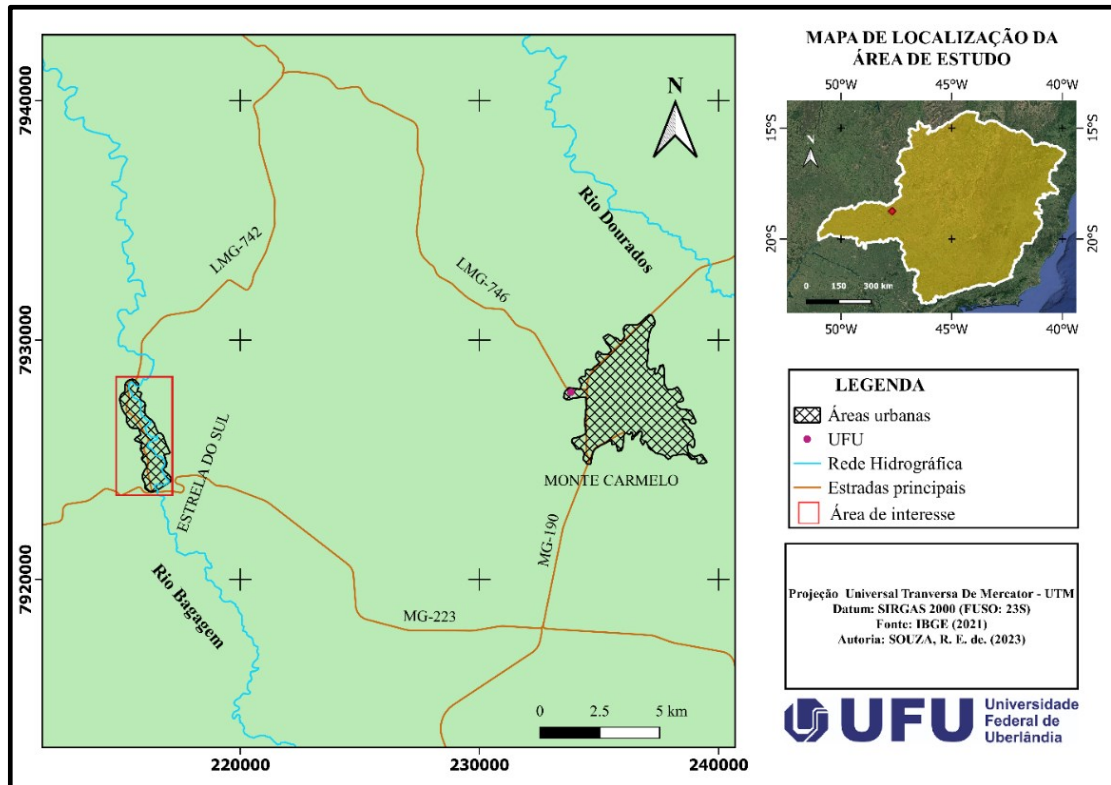 MAPA DE LOCALIZAÇÃO DA
ÁREA DE ESTUDO
7940000
7930000
7920000
220000
230000
240000
N
Rio Dourados
LMG-742
LMG-746
ESTRELA DO SUL
MONTE CARMELO
MG-190
Rio Bagagem
MG-223
0 2.5 5 km
50°W 45°W 40°W
15°S 15°S
N
20°S 20°S
0 150 300 km
50°W 45°W 40°W
LEGENDA
Áreas urbanas
UFU
Rede Hidrográfica
Estradas principais
Área de interesse
Projeção Universal Tranversa De Mercator - UTM
Datum: SIRGAS 2000 (FUSO: 23S)
Fonte: IBGE (2021)
Autoria: SOUZA, R. E. de. (2023)
UFU
Universidade
Federal de
Uberlândia